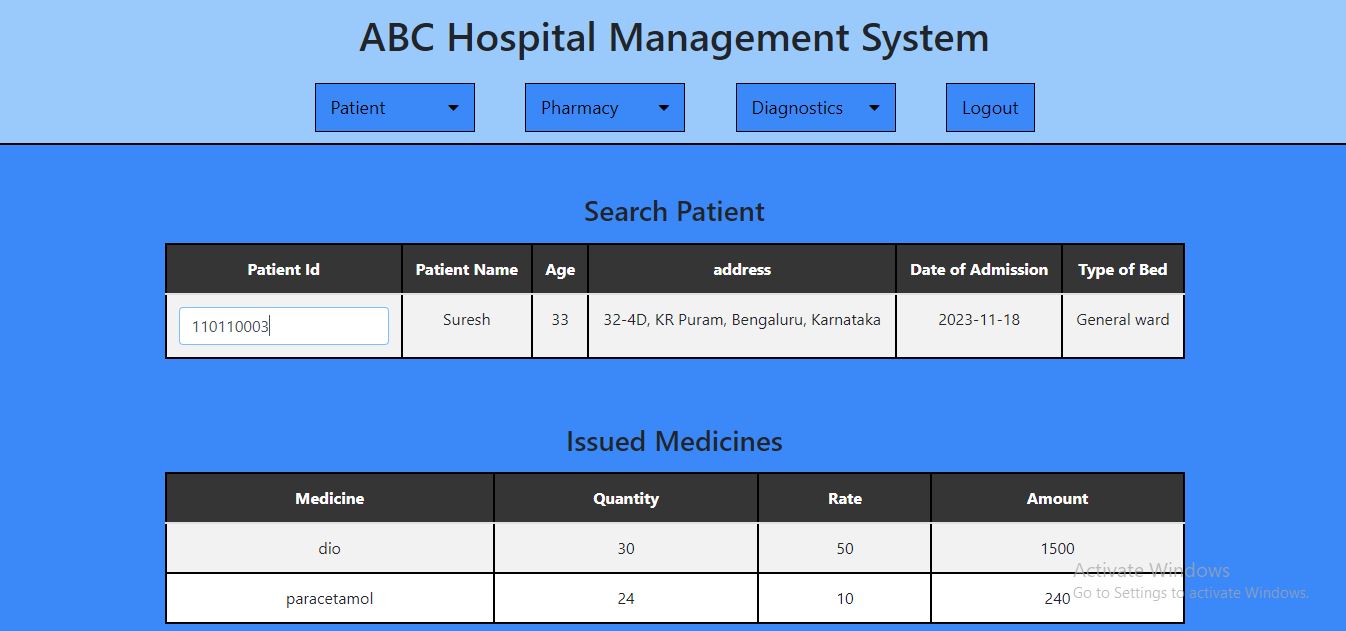 ABC Hospital Management System
Patient Pharmacy Diagnostics Logout
Search Patient
Patient Id Patient Name Age address Date of Admission Type of Bed
110110003 Suresh 33 32-4D, KR Puram, Bengaluru, Karnataka 2023-11-18 General ward
Issued Medicines
Medicine Quantity Rate Amount
dio 30 50 1500
Activate Windows
paracetamol 24 10 240
Go to Settings to activate Windows.